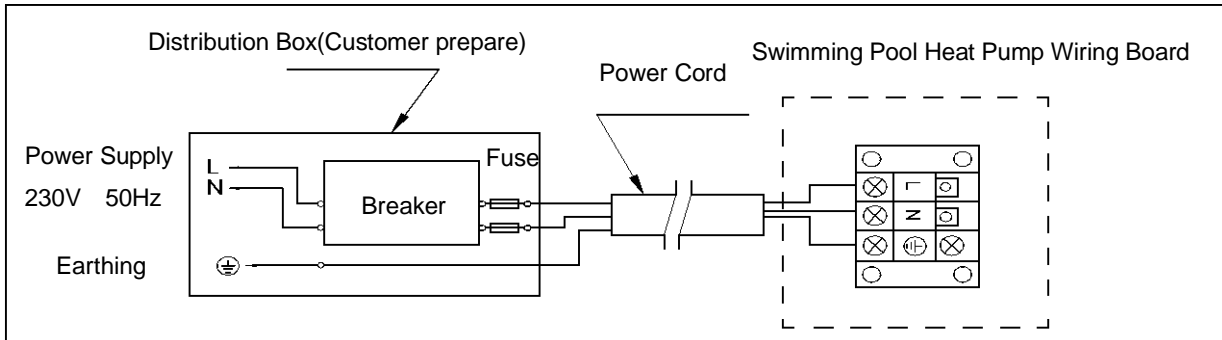 Distribution Box(Customer prepare)
Swimming Pool Heat Pump Wiring Board
Power Cord
Power Supply
230V 50Hz
L
N
Fuse
Breaker
Earthing
L
N